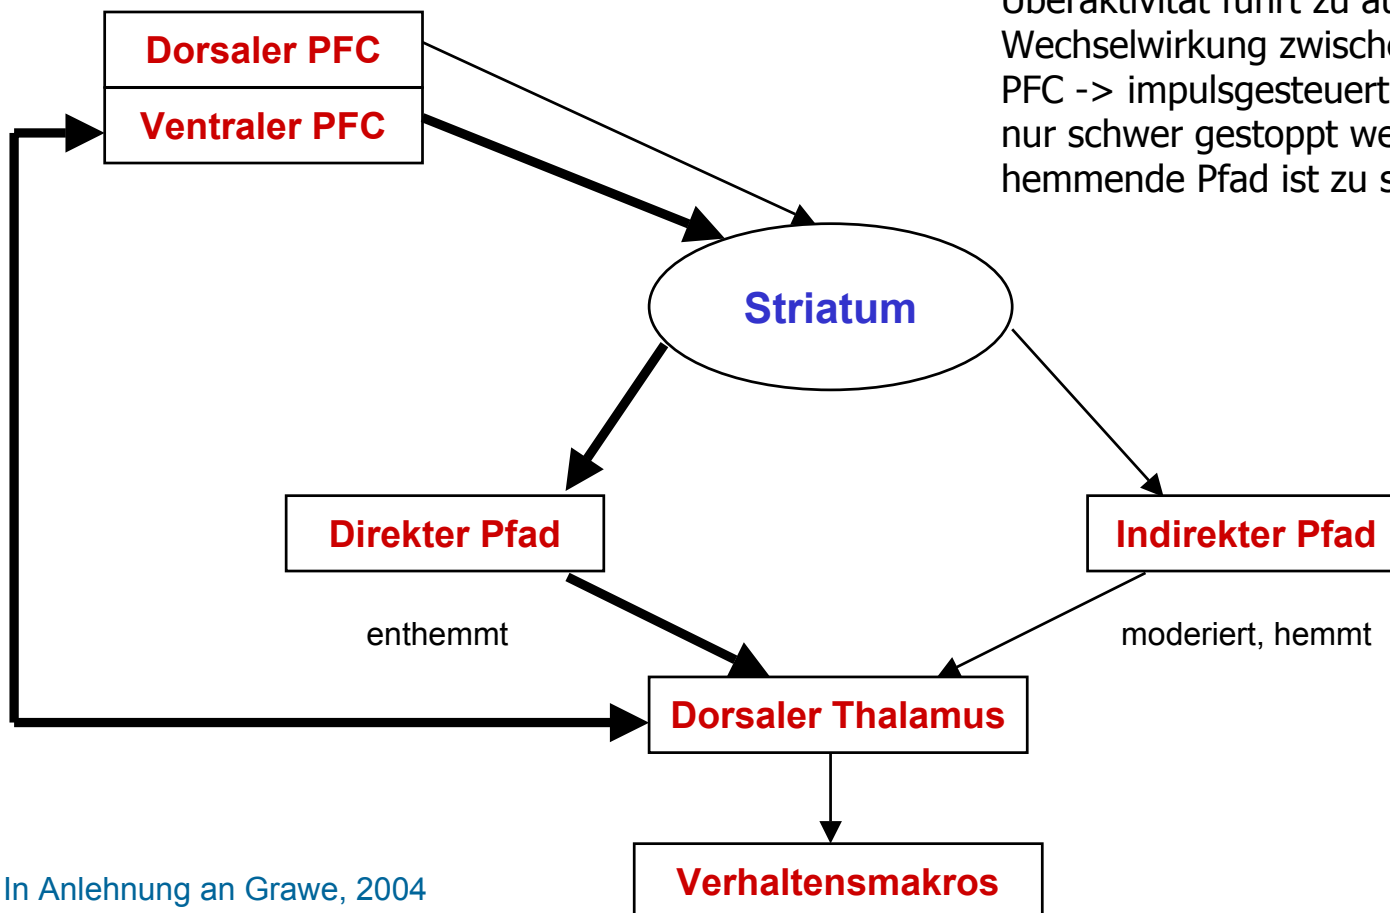 Wechselwirkung zwische
PFC -> impulsgesteuert
nur schwer gestoppt we
hemmende Pfad ist zu s
Dorsaler PFC
Ventraler PFC
Striatum
Direkter Pfad
Indirekter Pfad
enthemmt
moderiert, hemmt
Dorsaler Thalamus
Verhaltensmakros
In Anlehnung an Grawe, 2004